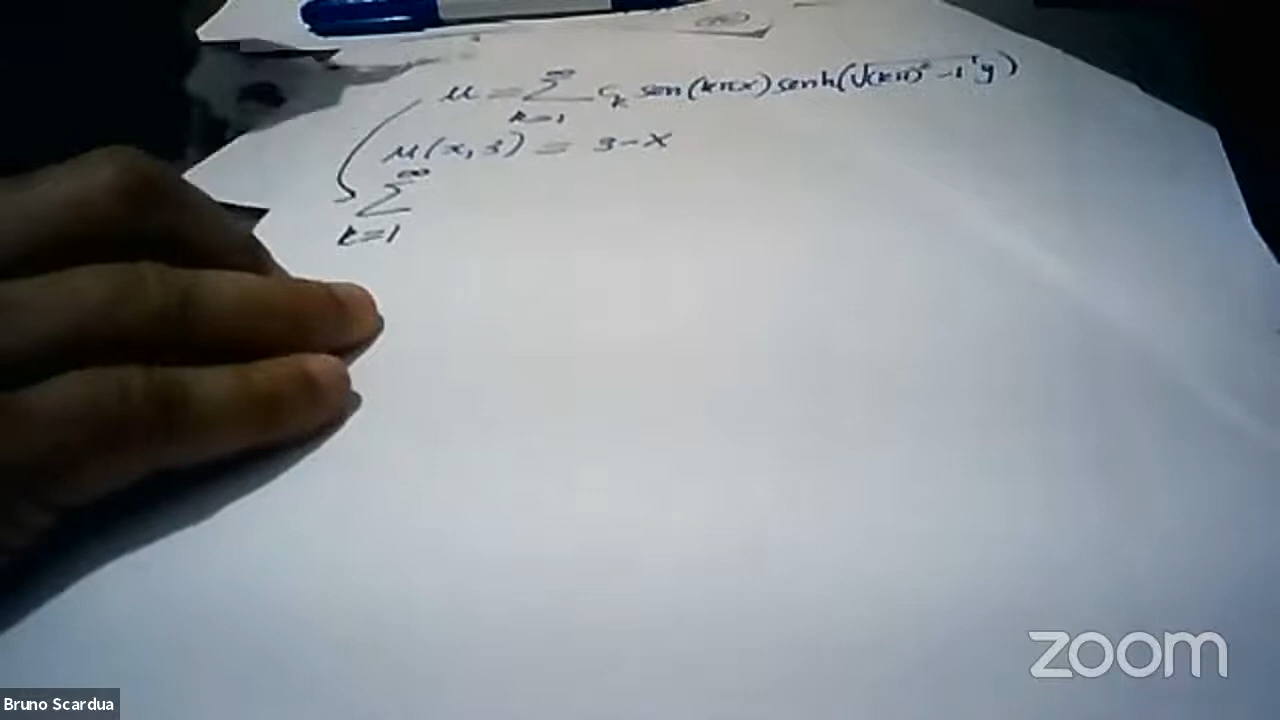 u = ∑_{k=1}^{∞} c_k sen(kπx) senh(√((kπ)² - 1) y)
u(x, 3) = 3-x
∑_{k=1}^{∞}
zoom
Bruno Scardua